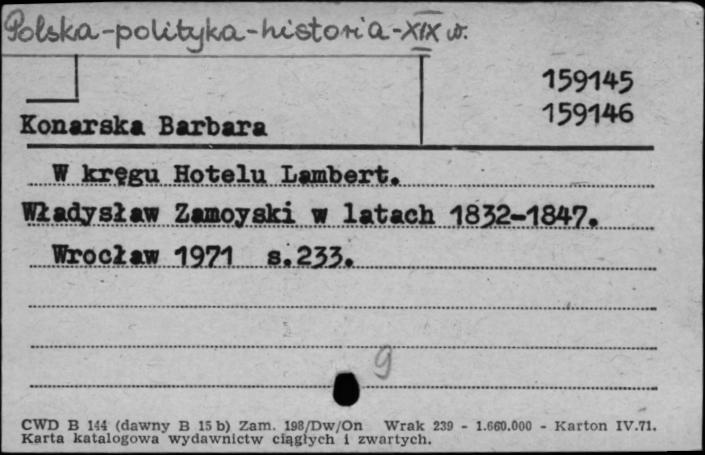 Polska-polityka-historia-XIX w.
159145
159146
Konarska Barbara
W kręgu Hotelu Lambert.
Władysław Zamoyski w latach 1832-1847.
Wrocław 1971 s.233.
9
CWD B 144 (dawny B 15 b) Zam. 198/Dw/On Wrak 239 - 1.660.000 - Karton IV.71.
Karta katalogowa wydawnictw ciągłych i zwartych.